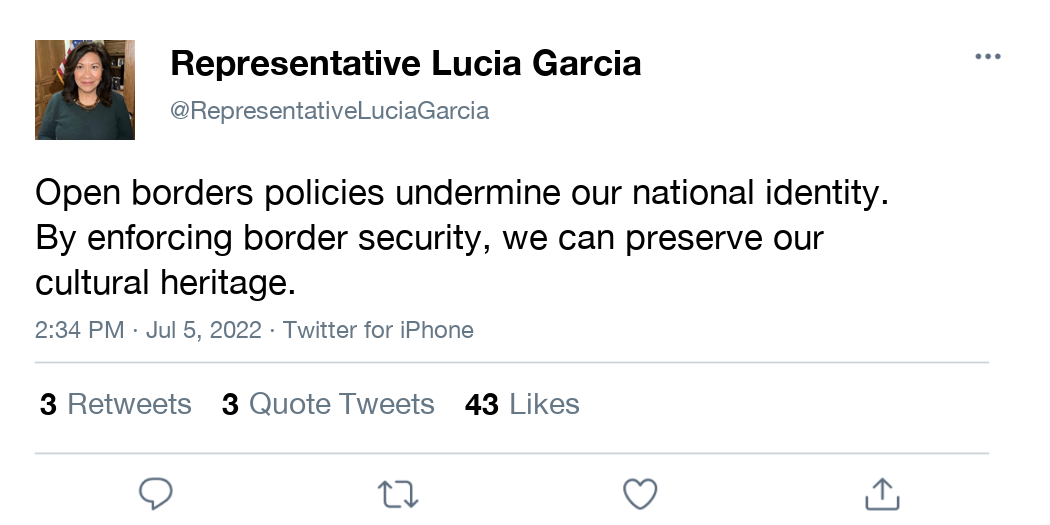 Representative Lucia Garcia
@RepresentativeLuciaGarcia
Open borders policies undermine our national identity.
By enforcing border security, we can preserve our
cultural heritage.
2:34 PM · Jul 5, 2022 · Twitter for iPhone
3 Retweets 3 Quote Tweets 43 Likes